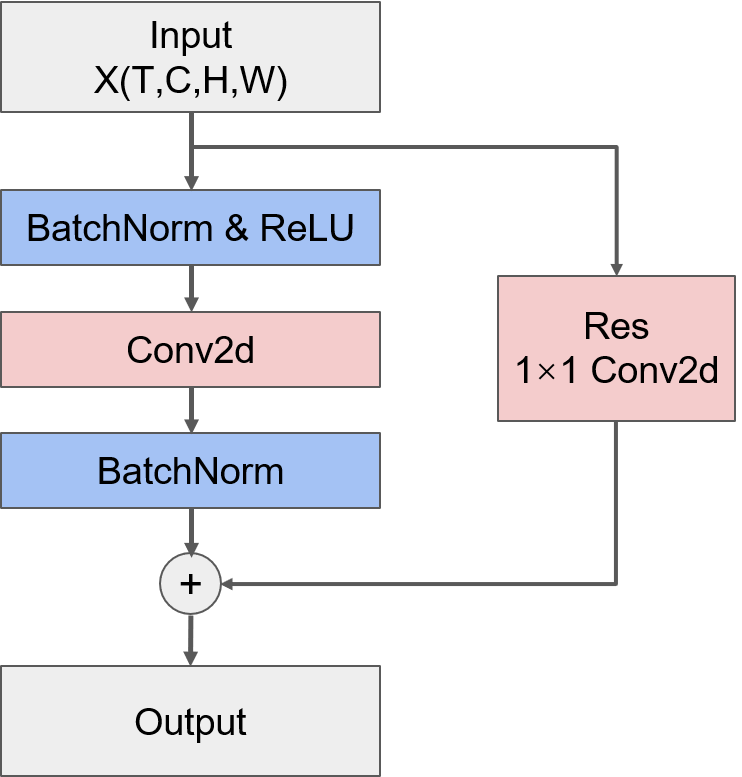 Input
X(T,C,H,W)
BatchNorm & ReLU
Conv2d
Res
1×1 Conv2d
BatchNorm
+
Output